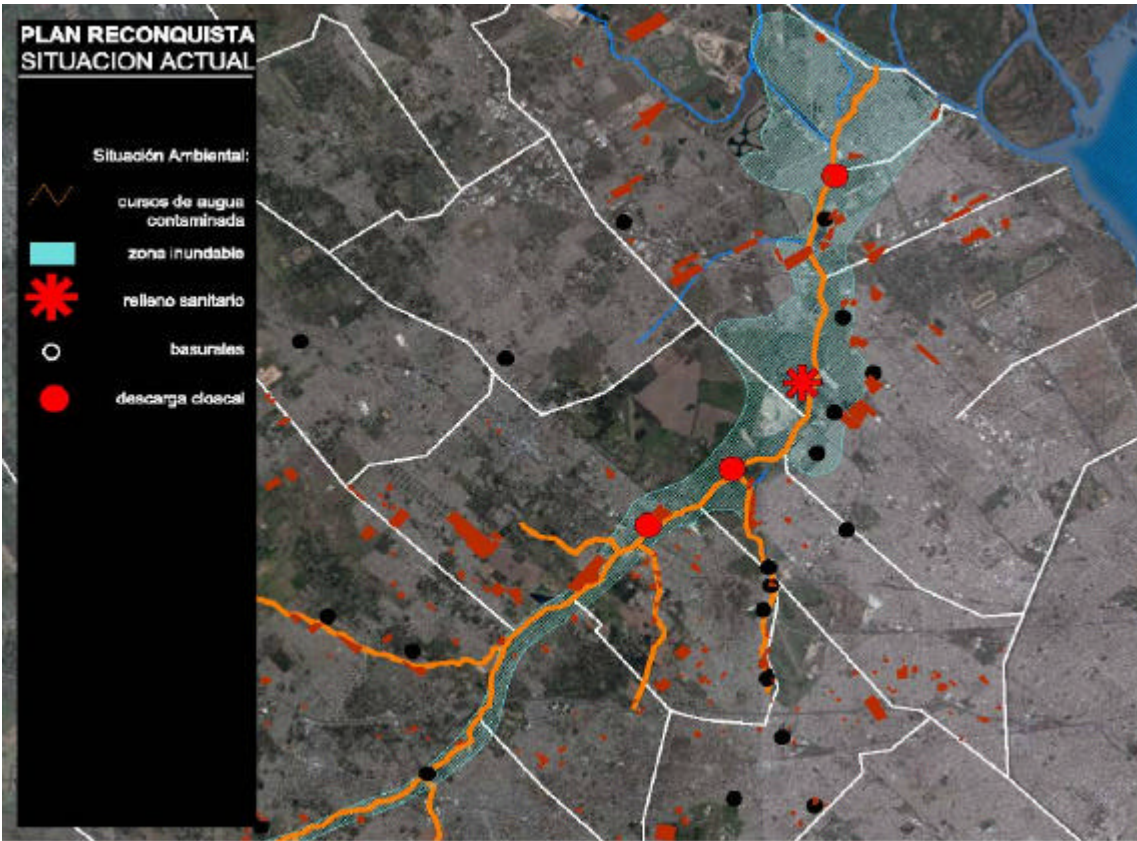 PLAN RECONQUISTA
SITUACION ACTUAL
Situación Ambiental:
cursos de augua
contaminada
zona inundable
relleno sanitario
basurales
descarga cloacal